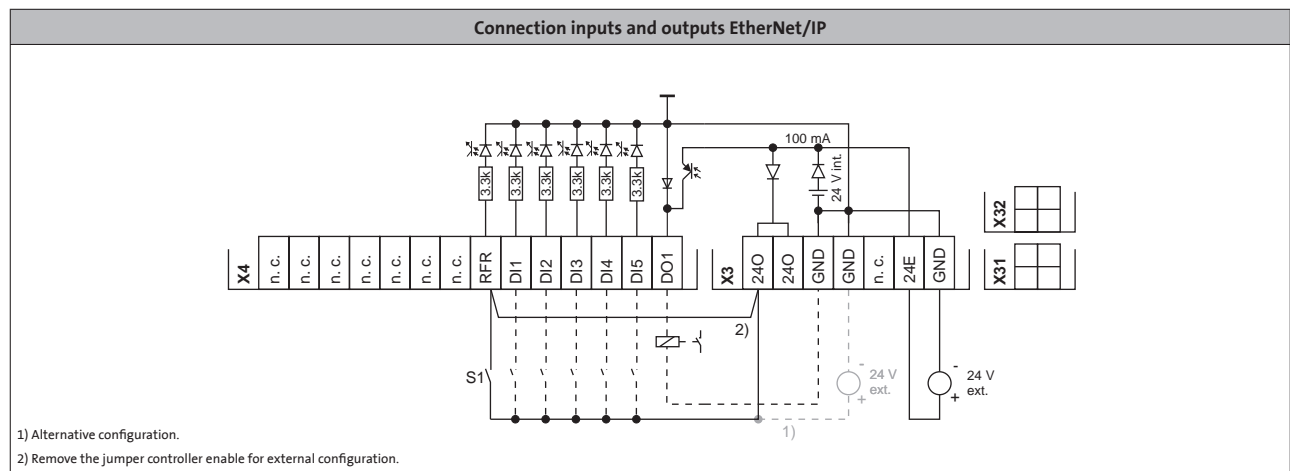 Connection inputs and outputs EtherNet/IP
100 mA
3.3k
3.3k
3.3k
3.3k
3.3k
3.3k
24 V int.
X4
n. c.
n. c.
n. c.
n. c.
n. c.
n. c.
n. c.
RFR
DI1
DI2
DI3
DI4
DI5
DO1
X3
24O
24O
GND
GND
n. c.
24E
GND
X32
X31
2)
S1
24 V
ext.
-
+
24 V
ext.
-
+
1)
1) Alternative configuration.
2) Remove the jumper controller enable for external configuration.